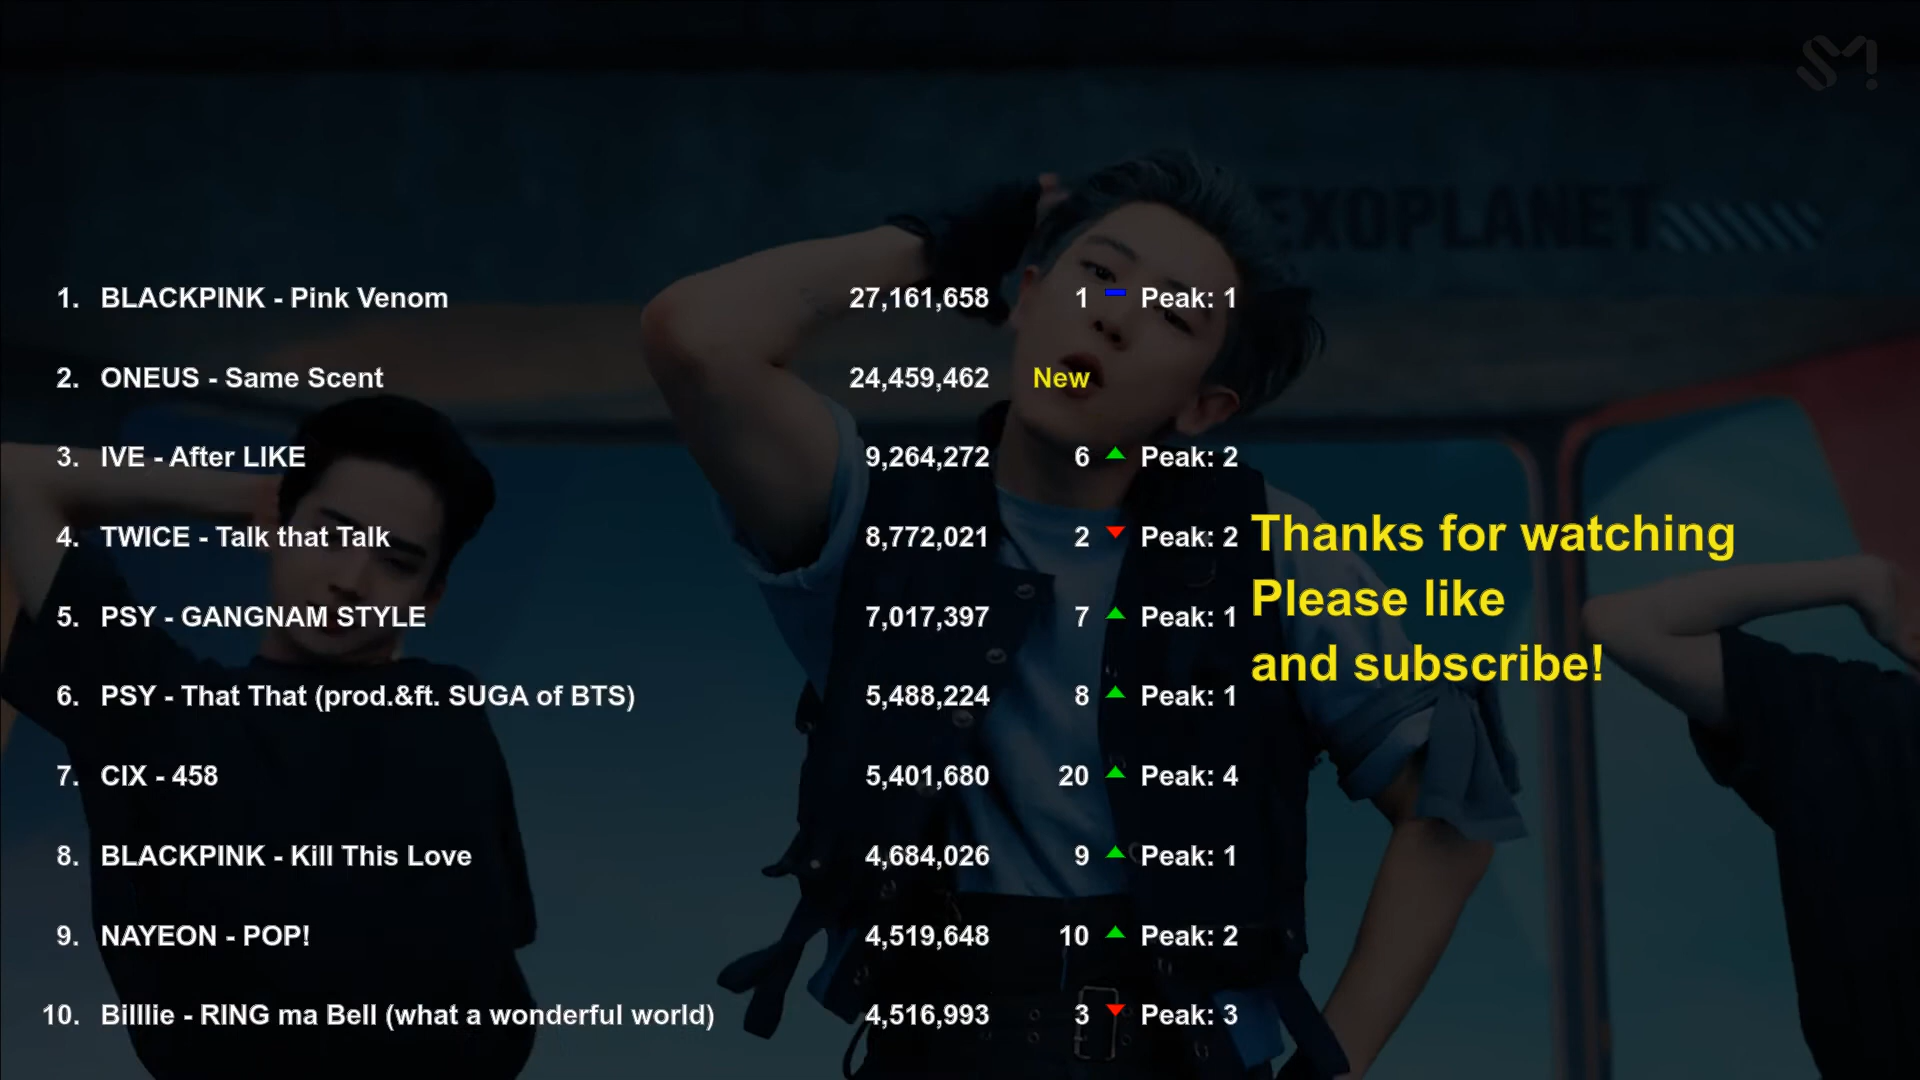 SM
EXOPLANET
1. BLACKPINK - Pink Venom 27,161,658 1 Peak: 1
2. ONEUS - Same Scent 24,459,462 New
3. IVE - After LIKE 9,264,272 6 Peak: 2
4. TWICE - Talk that Talk 8,772,021 2 Peak: 2
5. PSY - GANGNAM STYLE 7,017,397 7 Peak: 1
6. PSY - That That (prod.&ft. SUGA of BTS) 5,488,224 8 Peak: 1
7. CIX - 458 5,401,680 20 Peak: 4
8. BLACKPINK - Kill This Love 4,684,026 9 Peak: 1
9. NAYEON - POP! 4,519,648 10 Peak: 2
10. Billlie - RING ma Bell (what a wonderful world) 4,516,993 3 Peak: 3
Thanks for watching
Please like
and subscribe!